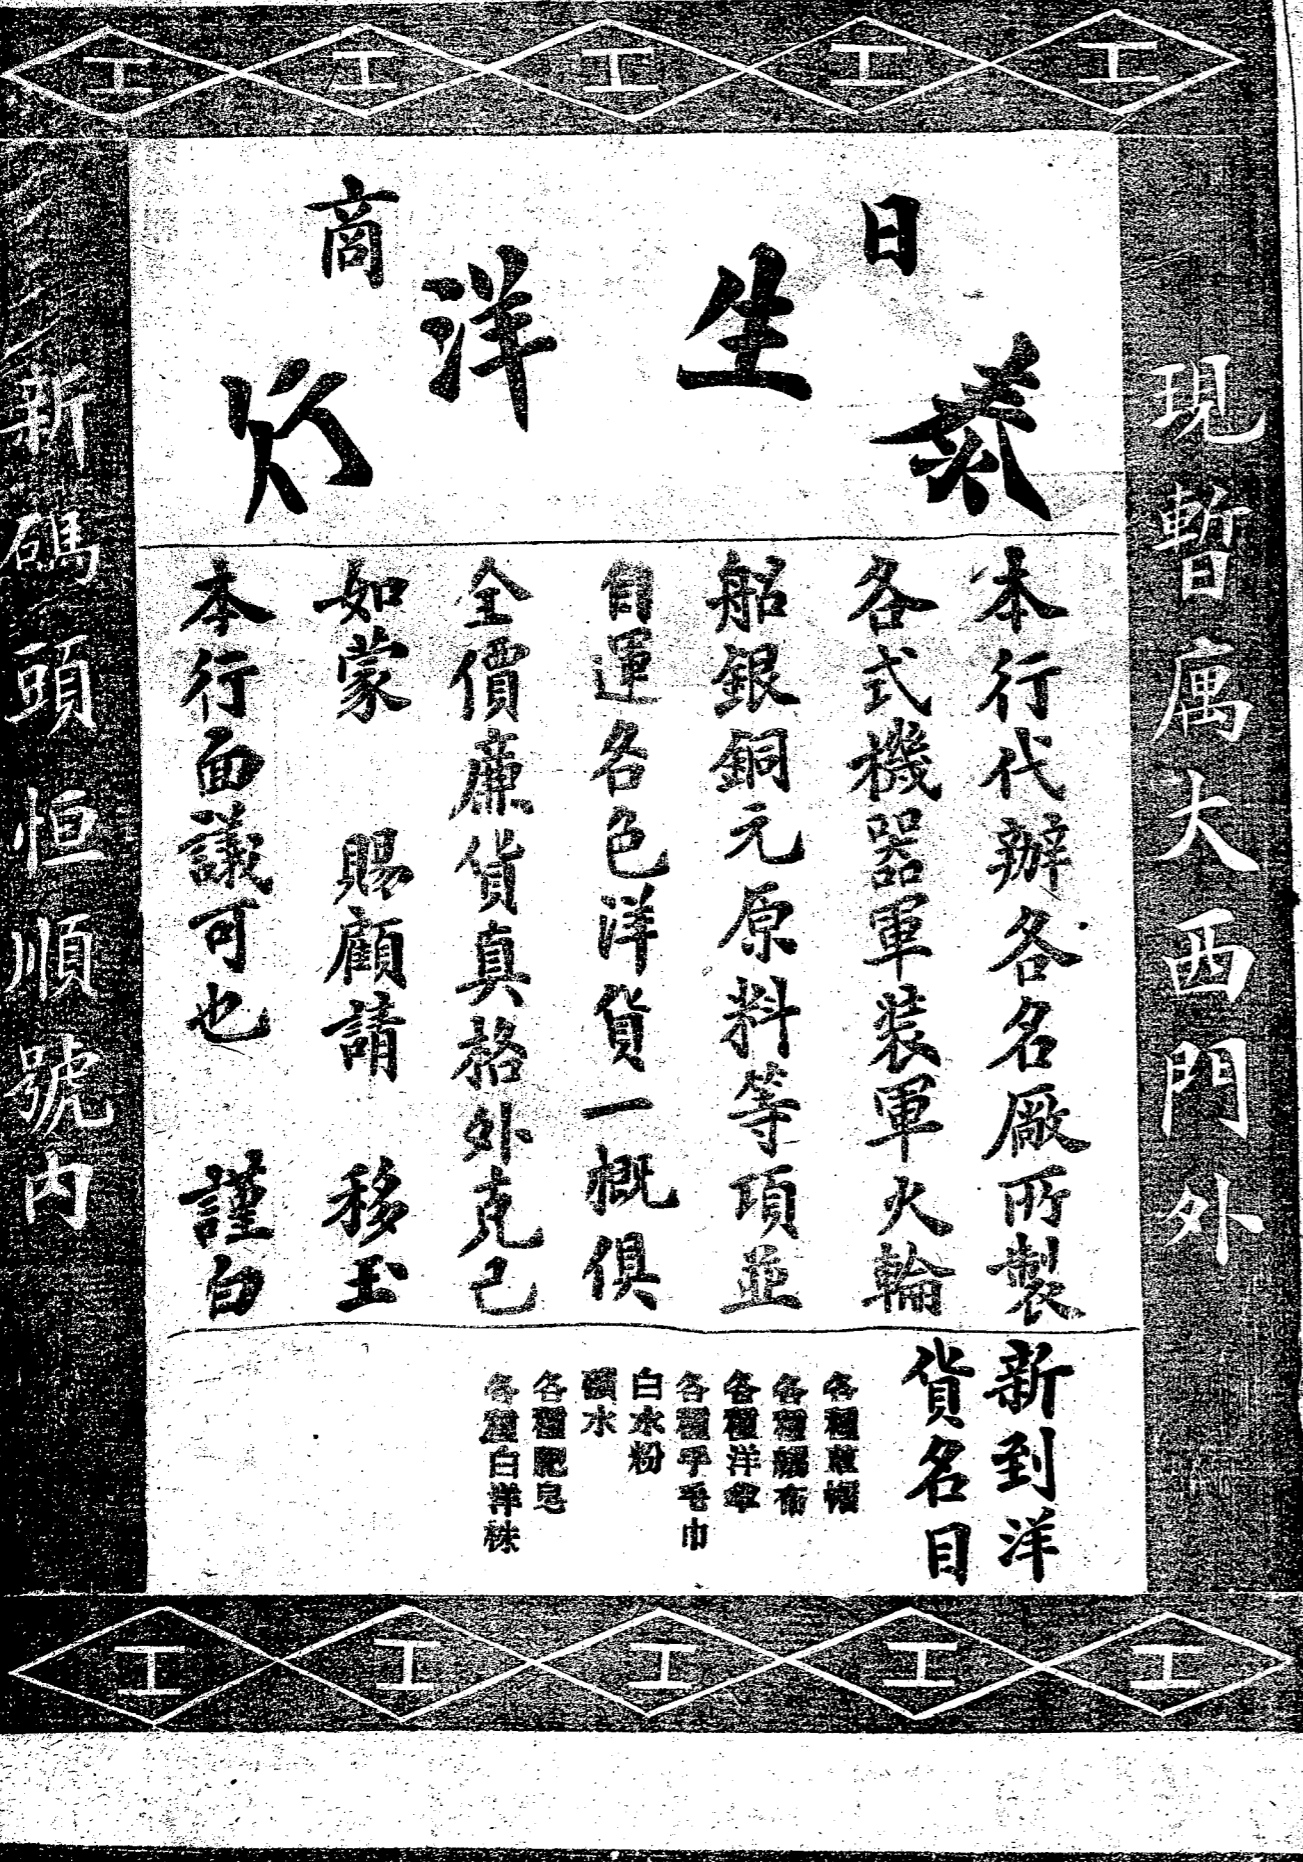 日商
泰生洋行
現暫寓大西門外
本行代辦各名廠所製
各式機器軍裝軍火輪
船銀銅元原料等項並
自運各色洋貨一概俱
全價廉貨真格外克己
如蒙 賜顧請 移玉
本行面議可也 謹白
新到洋
貨名目
各種草帽
各種絨布
各種洋傘
各種手毛巾
白水粉
顏水
各種肥皂
各種白洋襪
新碼頭恒順號內
工工工工工
工工工工工